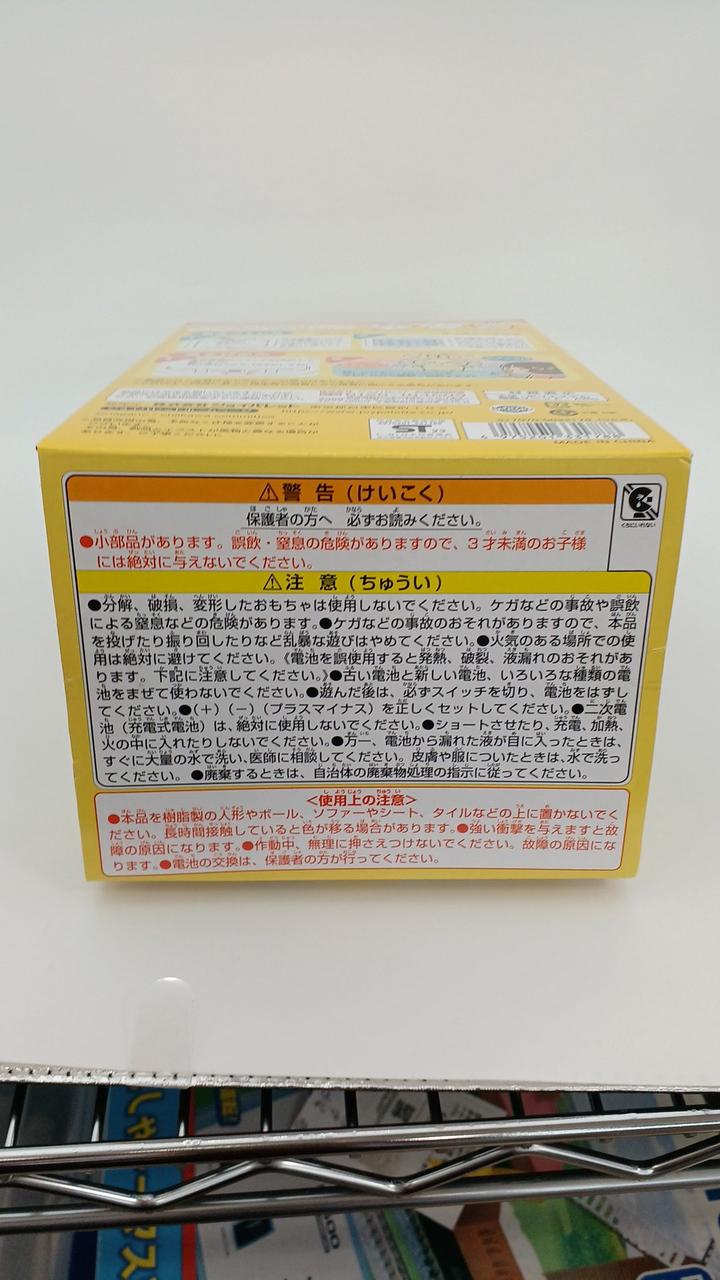 ⚠警告(けいこく)
保護者の方へ 必ずお読みください。
●小部品があります。誤飲・窒息の危険がありますので、3才未満のお子様
には絶対に与えないでください。
くちにいれない
⚠注意(ちゅうい)
●分解、破損、変形したおもちゃは使用しないでください。ケガなどの事故や誤飲
による窒息などの危険があります。●ケガなどの事故のおそれがありますので、本品
を投げたり振り回したりなど乱暴な遊びはやめてください。●火気のある場所での使
用は絶対に避けてください。《電池を誤使用すると発熱、破裂、液漏れのおそれがあ
ります。下記に注意してください。》●古い電池と新しい電池、いろいろな種類の電
池をまぜて使わないでください。●遊んだ後は、必ずスイッチを切り、電池をはずし
てください。●(+)(−)(プラスマイナス)を正しくセットしてください。●二次電
池(充電式電池)は、絶対に使用しないでください。●ショートさせたり、充電、加熱、
火の中に入れたりしないでください。●万一、電池から漏れた液が目に入ったときは、
すぐに大量の水で洗い、医師に相談してください。皮膚や服についたときは、水で洗っ
てください。●廃棄するときは、自治体の廃棄物処理の指示に従ってください。
<使用上の注意>
●本品を樹脂製の人形やボール、ソファーやシート、タイルなどの上に置かないでく
ださい。長時間接触していると色が移る場合があります。●強い衝撃を与えますと故
障の原因になります。●作動中、無理に押さえつけないでください。故障の原因にな
ります。●電池の交換は、保護者の方が行ってください。